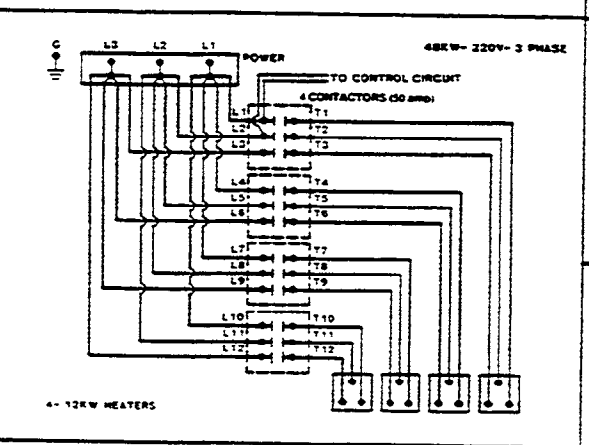 G L3 L2 L1 POWER
48KW- 220V- 3 PHASE
TO CONTROL CIRCUIT
4 CONTACTORS (50 AMP)
L1 T1
L2 T2
L3 T3
L4 T4
L5 T5
L6 T6
L7 T7
L8 T8
L9 T9
L10 T10
L11 T11
L12 T12
4- 12KW HEATERS